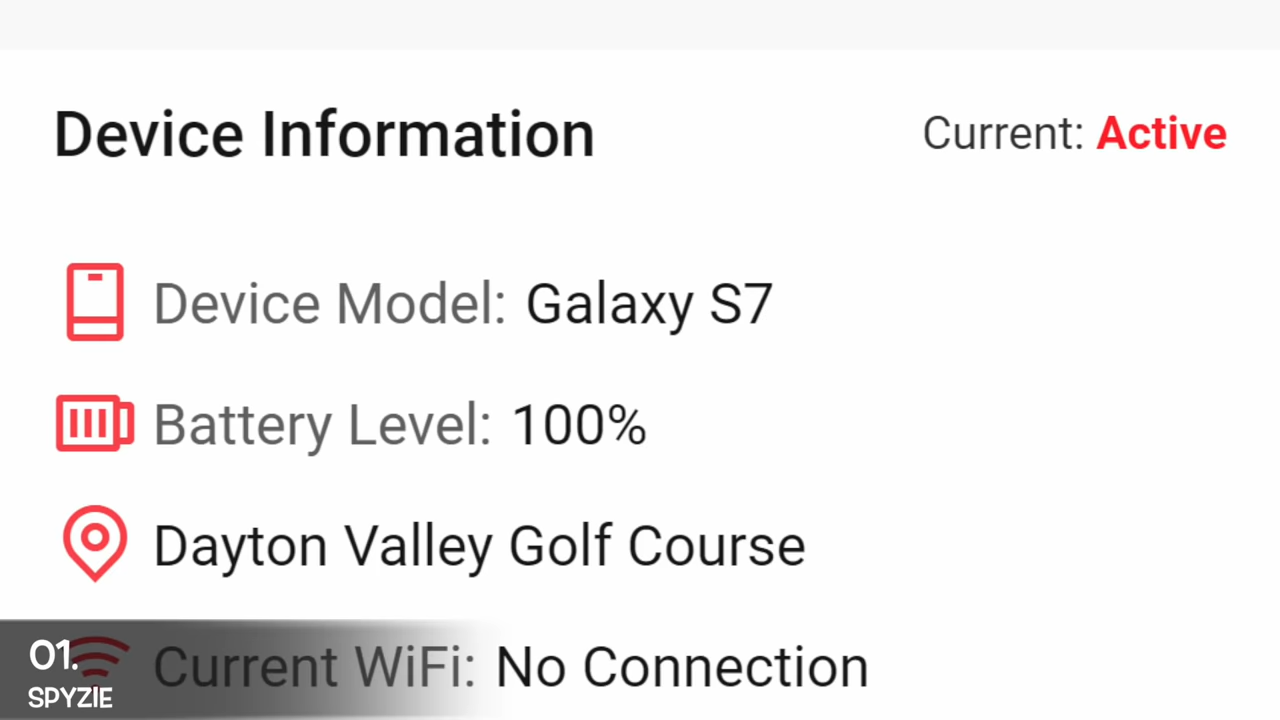 Device Information
Current: Active
Device Model: Galaxy S7
Battery Level: 100%
Dayton Valley Golf Course
Current WiFi: No Connection
01.
SPYZIE